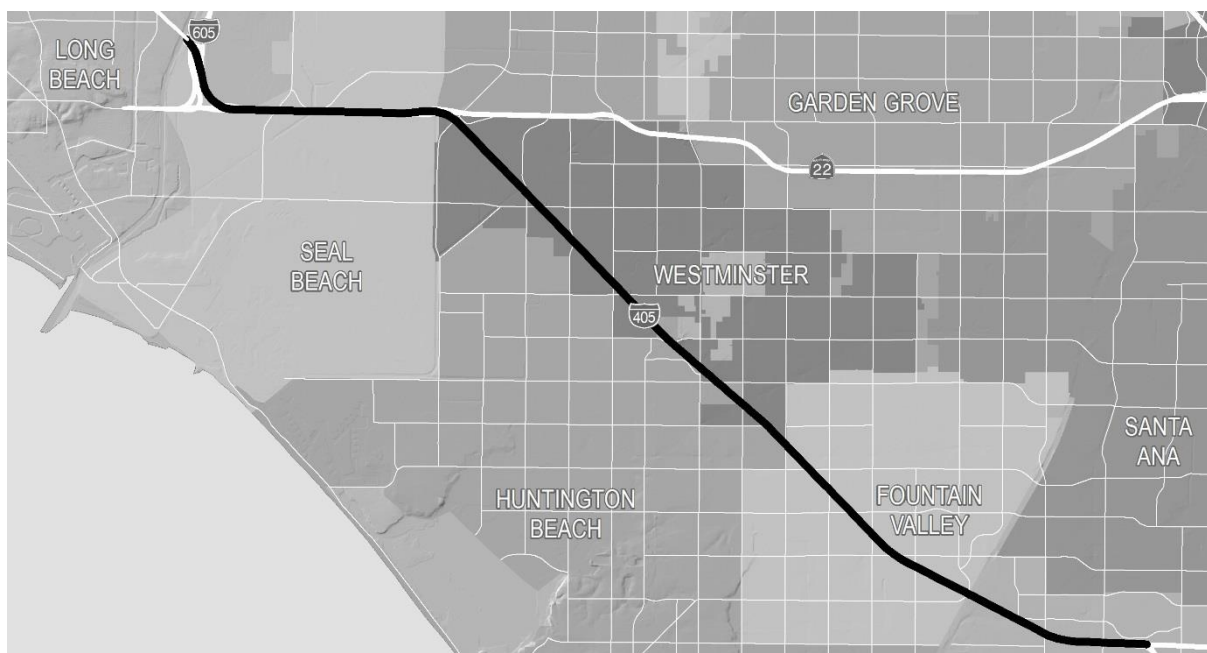 605
LONG
BEACH
GARDEN GROVE
22
SEAL
BEACH
WESTMINSTER
405
SANTA
ANA
HUNTINGTON
BEACH
FOUNTAIN
VALLEY